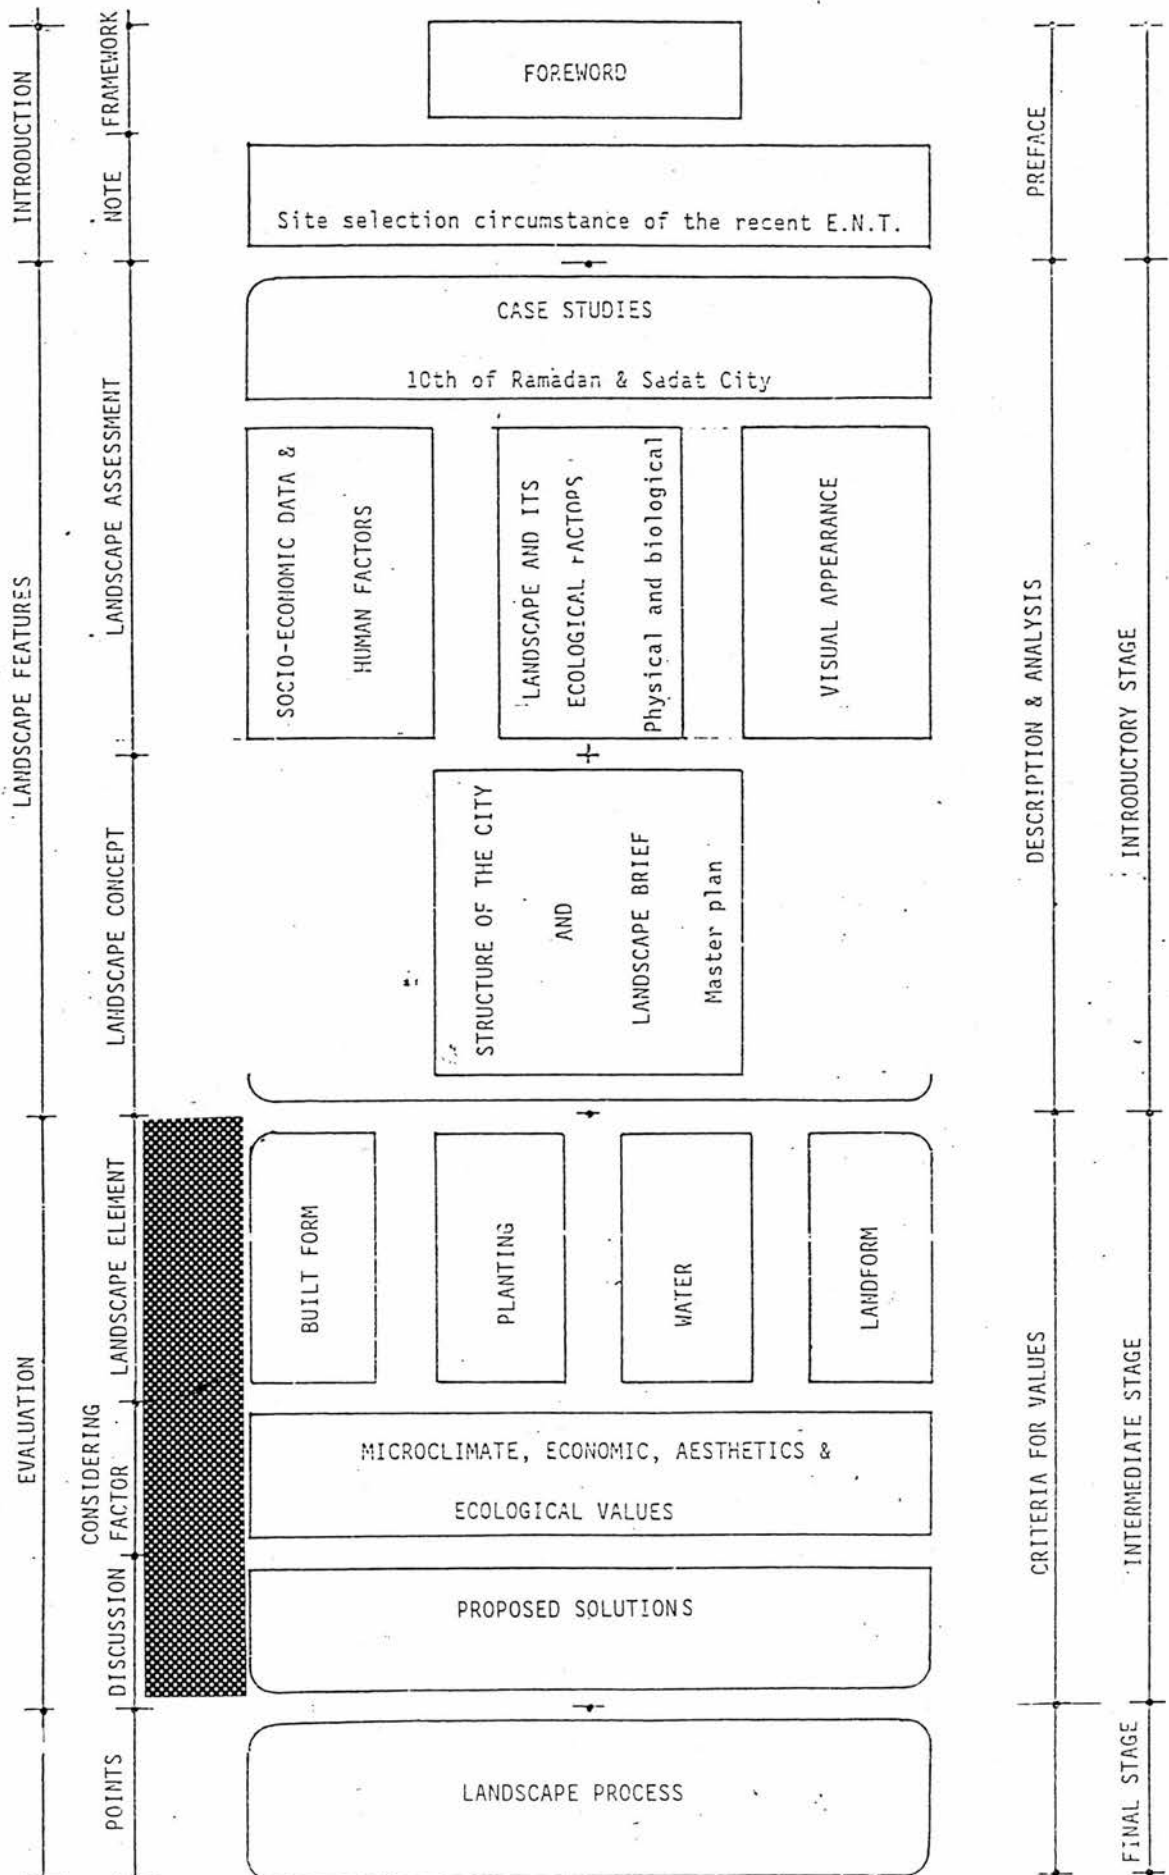 INTRODUCTION
FRAMEWORK
NOTE
FOREWORD
Site selection circumstance of the recent E.N.T.
PREFACE
LANDSCAPE FEATURES
LANDSCAPE ASSESSMENT
CASE STUDIES
10th of Ramadan & Sadat City
SOCIO-ECONOMIC DATA &
HUMAN FACTORS
LANDSCAPE AND ITS
ECOLOGICAL FACTORS
Physical and biological
VISUAL APPEARANCE
LANDSCAPE CONCEPT
STRUCTURE OF THE CITY
AND
LANDSCAPE BRIEF
Master plan
DESCRIPTION & ANALYSIS
INTRODUCTORY STAGE
EVALUATION
LANDSCAPE ELEMENT
BUILT FORM
PLANTING
WATER
LANDFORM
CONSIDERING
FACTOR
MICROCLIMATE, ECONOMIC, AESTHETICS &
ECOLOGICAL VALUES
DISCUSSION
PROPOSED SOLUTIONS
CRITERIA FOR VALUES
INTERMEDIATE STAGE
POINTS
LANDSCAPE PROCESS
FINAL STAGE